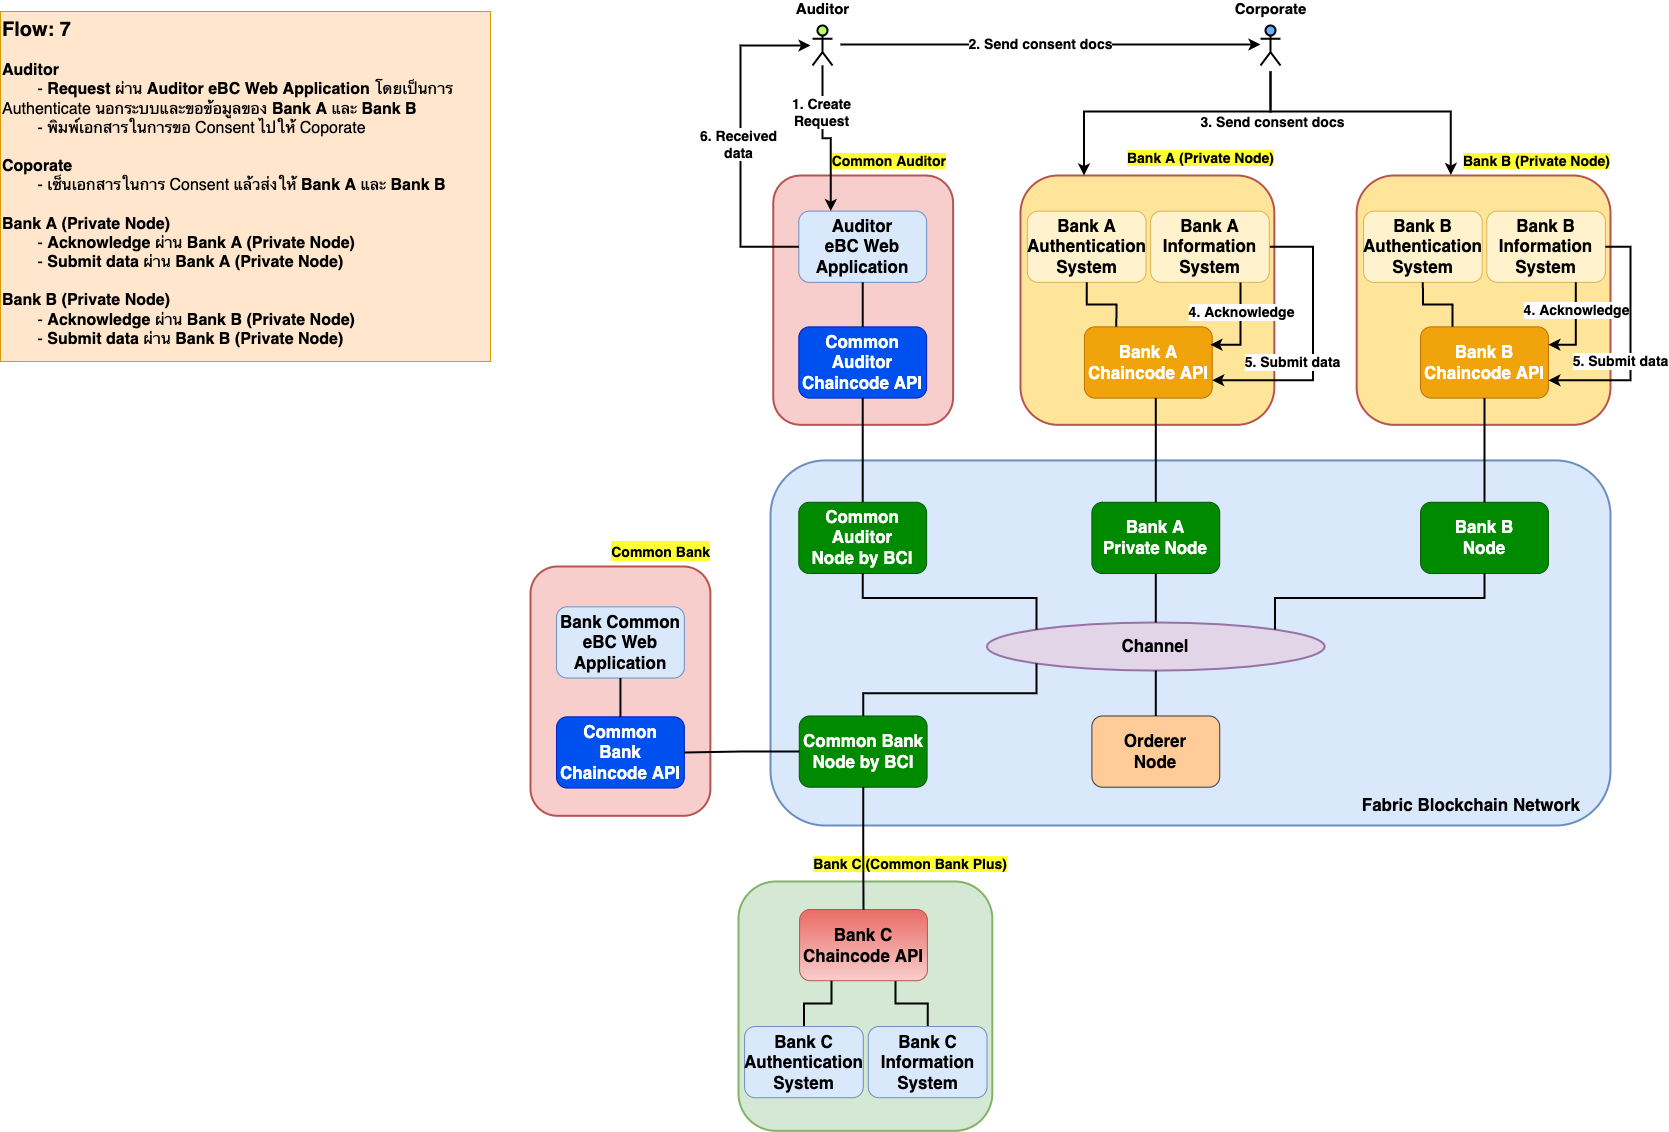 Flow: 7
Auditor
- Request ผ่าน Auditor eBC Web Application โดยเป็นการ
Authenticate นอกระบบและขอข้อมูลของ Bank A และ Bank B
- พิมพ์เอกสารในการขอ Consent ไปให้ Coporate
Coporate
- เซ็นเอกสารในการ Consent แล้วส่งให้ Bank A และ Bank B
Bank A (Private Node)
- Acknowledge ผ่าน Bank A (Private Node)
- Submit data ผ่าน Bank A (Private Node)
Bank B (Private Node)
- Acknowledge ผ่าน Bank B (Private Node)
- Submit data ผ่าน Bank B (Private Node)
Auditor
Corporate
2. Send consent docs
1. Create
Request
6. Received
data
3. Send consent docs
Common Auditor
Bank A (Private Node)
Bank B (Private Node)
Auditor
eBC Web
Application
Bank A
Authentication
System
Bank A
Information
System
Bank B
Authentication
System
Bank B
Information
System
4. Acknowledge
4. Acknowledge
Common
Auditor
Chaincode API
Bank A
Chaincode API
5. Submit data
Bank B
Chaincode API
5. Submit data
Common
Auditor
Node by BCI
Bank A
Private Node
Bank B
Node
Common Bank
Bank Common
eBC Web
Application
Channel
Common
Bank
Chaincode API
Common Bank
Node by BCI
Orderer
Node
Fabric Blockchain Network
Bank C (Common Bank Plus)
Bank C
Chaincode API
Bank C
Authentication
System
Bank C
Information
System